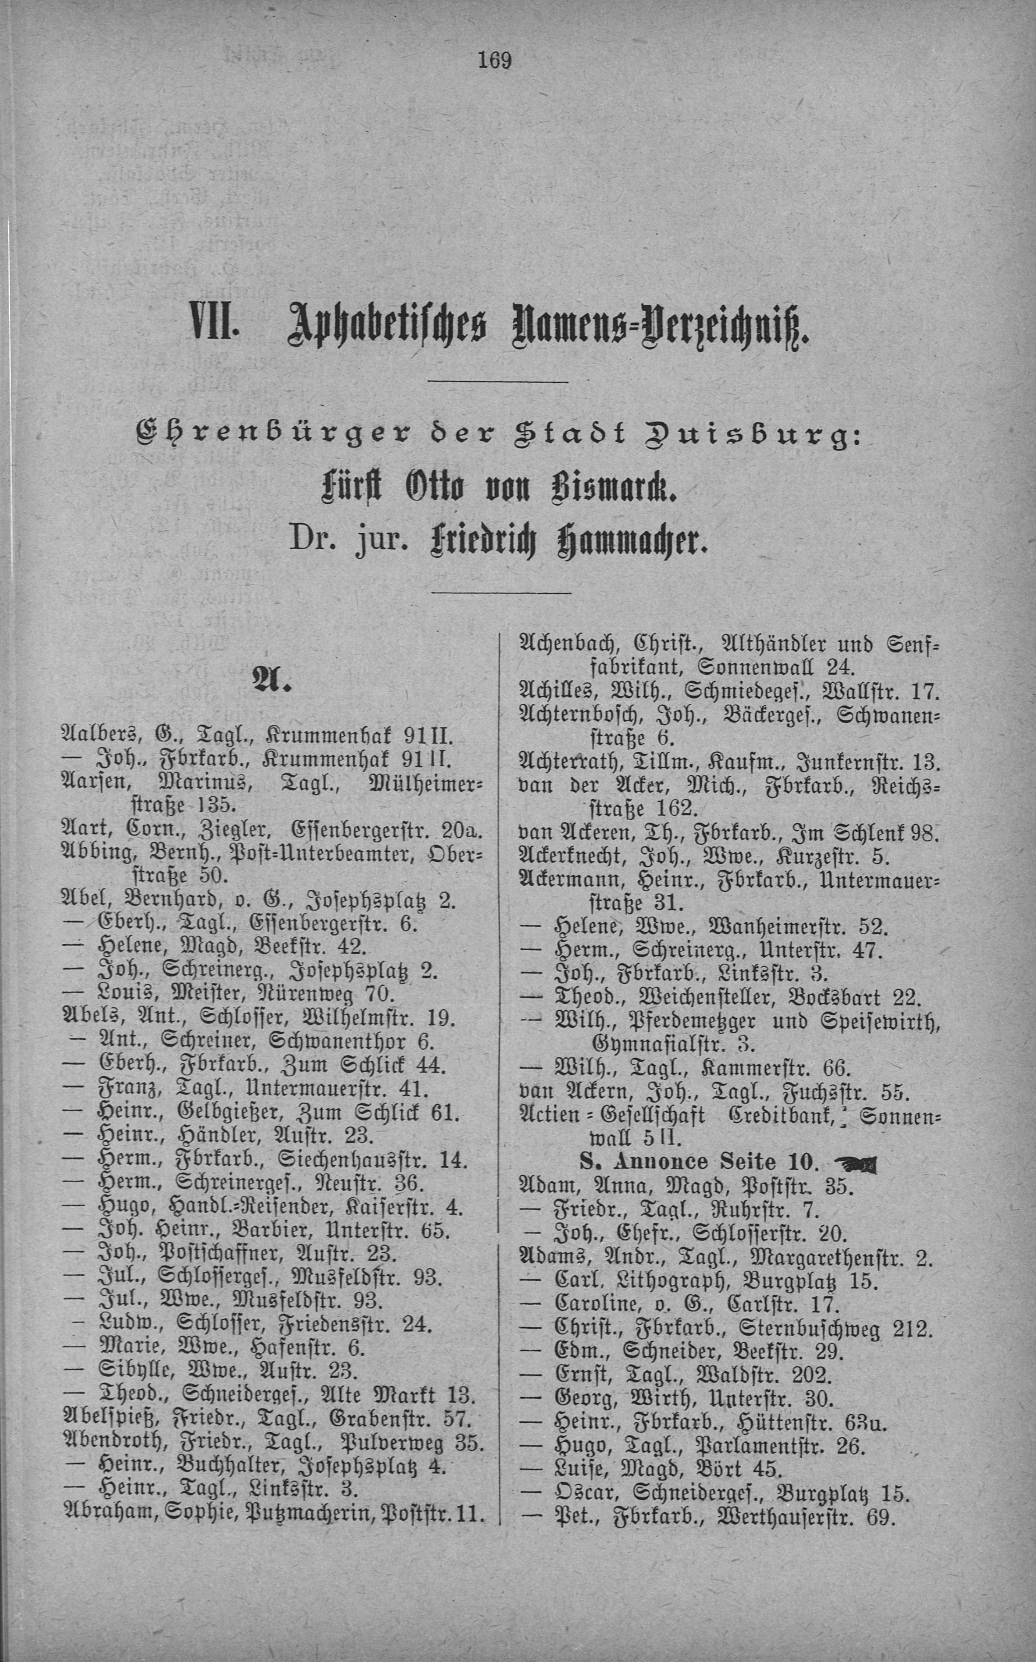 169
VII. Aphabetisches Namens-Verzeichniß.
Ehrenbürger der Stadt Duisburg:
Fürst Otto von Bismarck.
Dr. jur. Friedrich Hammacher.
A.
Aalbers, G., Tagl., Krummenhak 91 II.
— Joh., Fbrkarb., Krummenhak 91 II.
Aarsen, Marinus, Tagl., Mülheimer-
straße 135.
Aart, Corn., Ziegler, Essenbergerstr. 20a.
Abbing, Bernh., Post-Unterbeamter, Ober-
straße 50.
Abel, Bernhard, o. G., Josephsplatz 2.
— Eberh., Tagl., Essenbergerstr. 6.
— Helene, Magd, Beekstr. 42.
— Joh., Schreinerg., Josephsplatz 2.
— Louis, Meister, Nürenweg 70.
Abels, Ant., Schlosser, Wilhelmstr. 19.
— Ant., Schreiner, Schwanenthor 6.
— Eberh., Fbrkarb., Zum Schlick 44.
— Franz, Tagl., Untermauerstr. 41.
— Heinr., Gelbgießer, Zum Schlick 61.
— Heinr., Händler, Austr. 23.
— Herm., Fbrkarb., Siechenhausstr. 14.
— Herm., Schreinerges., Neustr. 36.
— Hugo, Handl.-Reisender, Kaiserstr. 4.
— Joh. Heinr., Barbier, Unterstr. 65.
— Joh., Postschaffner, Austr. 23.
— Jul., Schlosserges., Musfeldstr. 93.
— Jul., Wwe., Musfeldstr. 93.
— Ludw., Schlosser, Friedensstr. 24.
— Marie, Wwe., Hafenstr. 6.
— Sibylle, Wwe., Austr. 23.
— Theod., Schneiderges., Alte Markt 13.
Abelspieß, Friedr., Tagl., Grabenstr. 57.
Abendroth, Friedr., Tagl., Pulverweg 35.
— Heinr., Buchhalter, Josephsplatz 4.
— Heinr., Tagl., Linksstr. 3.
Abraham, Sophie, Putzmacherin, Poststr. 11.
Achenbach, Christ., Althändler und Senf-
fabrikant, Sonnenwall 24.
Achilles, Wilh., Schmiedeges., Wallstr. 17.
Achternbosch, Joh., Bäckerges., Schwanen-
straße 6.
Achterrath, Tillm., Kaufm., Junkernstr. 13.
van der Acker, Mich., Fbrkarb., Reichs-
straße 162.
van Ackeren, Th., Fbrkarb., Im Schlenk 98.
Ackerknecht, Joh., Wwe., Kurzestr. 5.
Ackermann, Heinr., Fbrkarb., Untermauer-
straße 31.
— Helene, Wwe., Wanheimerstr. 52.
— Herm., Schreinerg., Unterstr. 47.
— Joh., Fbrkarb., Linksstr. 3.
— Theod., Weichensteller, Bocksbart 22.
— Wilh., Pferdemetzger und Speisewirth,
Gymnasialstr. 3.
— Wilh., Tagl., Kammerstr. 66.
van Ackern, Joh., Tagl., Fuchsstr. 55.
Actien-Gesellschaft Creditbank, Sonnen-
wall 5 II.
S. Annonce Seite 10.
Adam, Anna, Magd, Poststr. 35.
— Friedr., Tagl., Ruhrstr. 7.
— Joh., Ehefr., Schlosserstr. 20.
Adams, Andr., Tagl., Margarethenstr. 2.
— Carl, Lithograph, Burgplatz 15.
— Caroline, o. G., Carlstr. 17.
— Christ., Fbrkarb., Sternbuschweg 212.
— Edm., Schneider, Beekstr. 29.
— Ernst, Tagl., Waldstr. 202.
— Georg, Wirth, Unterstr. 30.
— Heinr., Fbrkarb., Hüttenstr. 63u.
— Hugo, Tagl., Parlamentstr. 26.
— Luise, Magd, Bört 45.
— Oscar, Schneiderges., Burgplatz 15.
— Pet., Fbrkarb., Werthauserstr. 69.